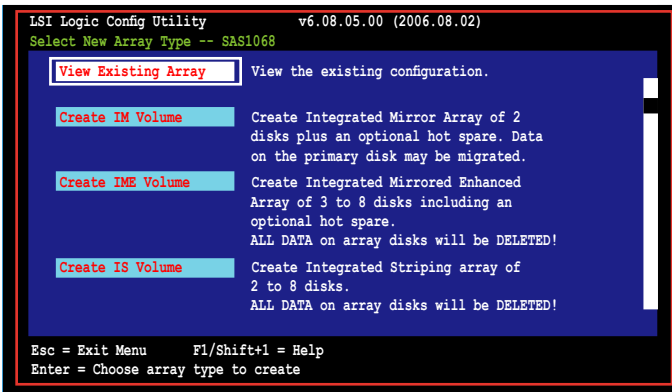 LSI Logic Config Utility v6.08.05.00 (2006.08.02)
Select New Array Type -- SAS1068
View Existing Array View the existing configuration.
Create IM Volume Create Integrated Mirror Array of 2
disks plus an optional hot spare. Data
on the primary disk may be migrated.
Create IME Volume Create Integrated Mirrored Enhanced
Array of 3 to 8 disks including an
optional hot spare.
ALL DATA on array disks will be DELETED!
Create IS Volume Create Integrated Striping array of
2 to 8 disks.
ALL DATA on array disks will be DELETED!
Esc = Exit Menu F1/Shift+1 = Help
Enter = Choose array type to create